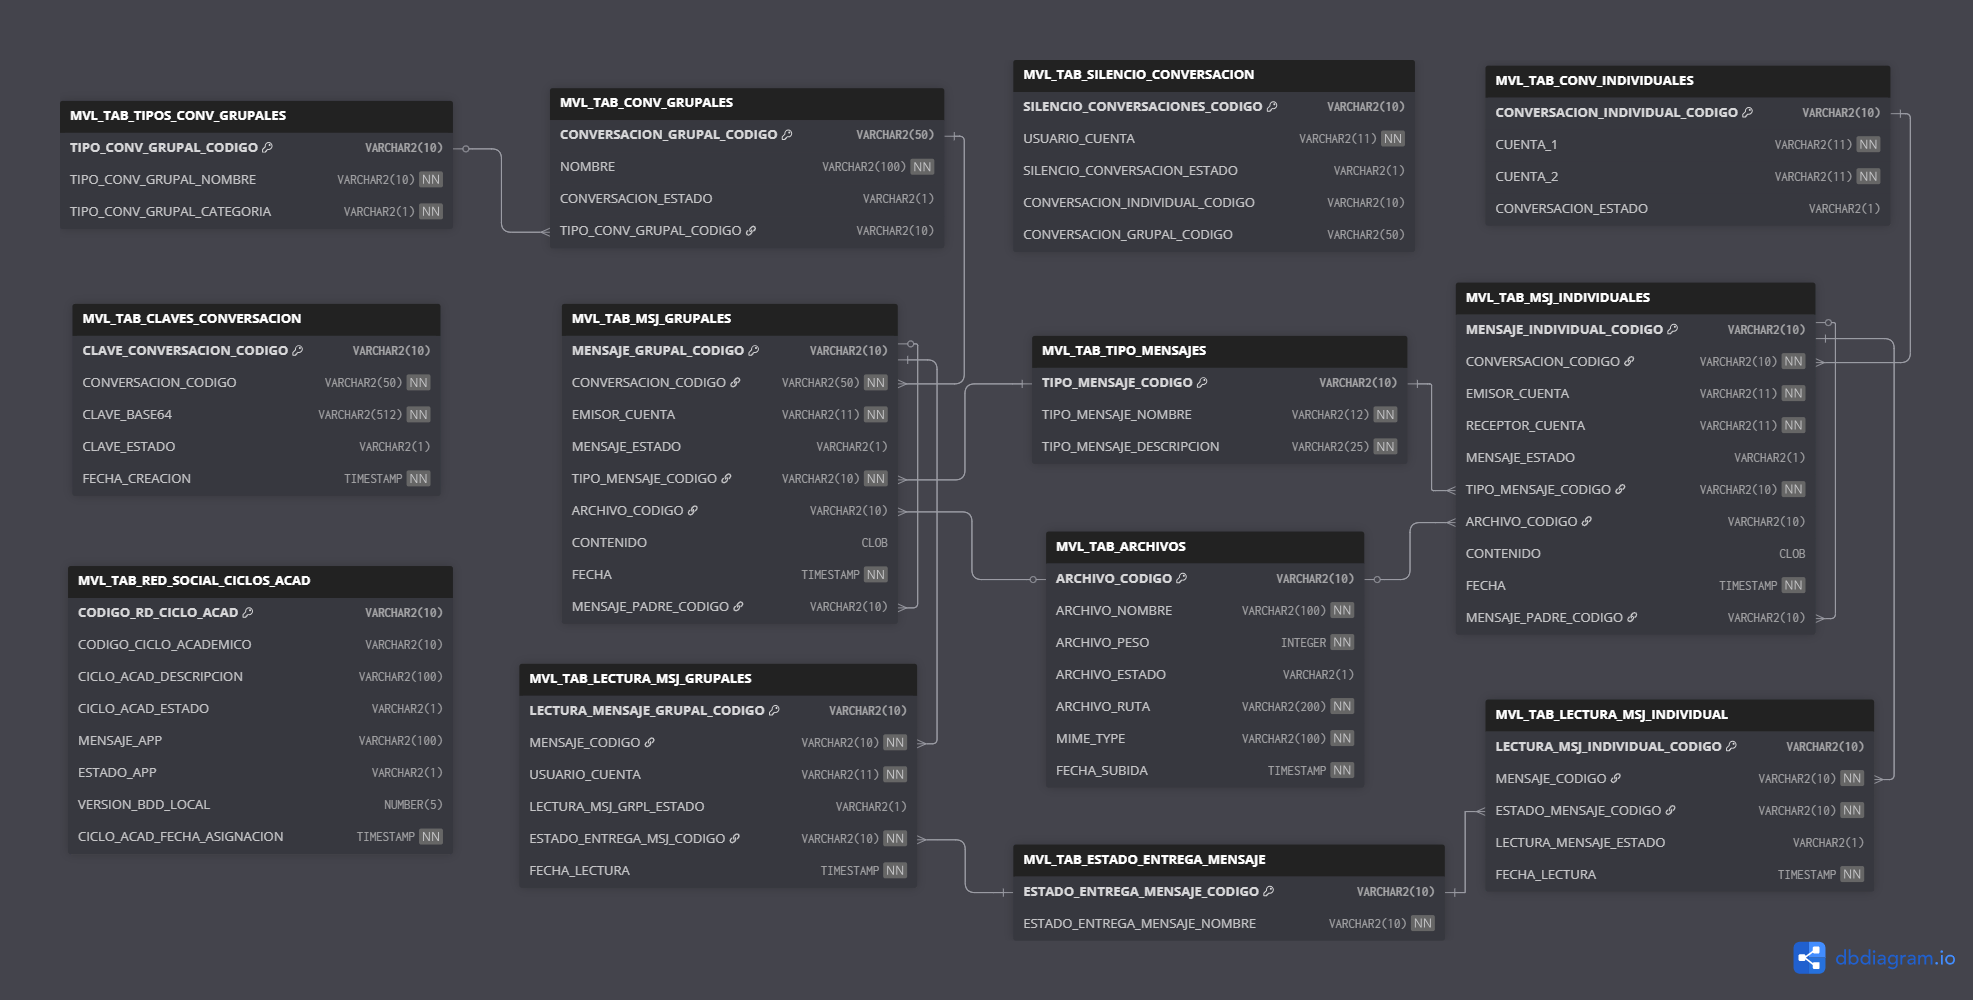 MVL_TAB_TIPOS_CONV_GRUPALES
TIPO_CONV_GRUPAL_CODIGO VARCHAR2(10)
TIPO_CONV_GRUPAL_NOMBRE VARCHAR2(10) NN
TIPO_CONV_GRUPAL_CATEGORIA VARCHAR2(1) NN
MVL_TAB_CONV_GRUPALES
CONVERSACION_GRUPAL_CODIGO VARCHAR2(50)
NOMBRE VARCHAR2(100) NN
CONVERSACION_ESTADO VARCHAR2(1)
TIPO_CONV_GRUPAL_CODIGO VARCHAR2(10)
MVL_TAB_SILENCIO_CONVERSACION
SILENCIO_CONVERSACIONES_CODIGO VARCHAR2(10)
USUARIO_CUENTA VARCHAR2(11) NN
SILENCIO_CONVERSACION_ESTADO VARCHAR2(1)
CONVERSACION_INDIVIDUAL_CODIGO VARCHAR2(10)
CONVERSACION_GRUPAL_CODIGO VARCHAR2(50)
MVL_TAB_CONV_INDIVIDUALES
CONVERSACION_INDIVIDUAL_CODIGO VARCHAR2(10)
CUENTA_1 VARCHAR2(11) NN
CUENTA_2 VARCHAR2(11) NN
CONVERSACION_ESTADO VARCHAR2(1)
MVL_TAB_CLAVES_CONVERSACION
CLAVE_CONVERSACION_CODIGO VARCHAR2(10)
CONVERSACION_CODIGO VARCHAR2(50) NN
CLAVE_BASE64 VARCHAR2(512) NN
CLAVE_ESTADO VARCHAR2(1)
FECHA_CREACION TIMESTAMP NN
MVL_TAB_MSJ_GRUPALES
MENSAJE_GRUPAL_CODIGO VARCHAR2(10)
CONVERSACION_CODIGO VARCHAR2(50) NN
EMISOR_CUENTA VARCHAR2(11) NN
MENSAJE_ESTADO VARCHAR2(1)
TIPO_MENSAJE_CODIGO VARCHAR2(10) NN
ARCHIVO_CODIGO VARCHAR2(10)
CONTENIDO CLOB
FECHA TIMESTAMP NN
MENSAJE_PADRE_CODIGO VARCHAR2(10)
MVL_TAB_TIPO_MENSAJES
TIPO_MENSAJE_CODIGO VARCHAR2(10)
TIPO_MENSAJE_NOMBRE VARCHAR2(12) NN
TIPO_MENSAJE_DESCRIPCION VARCHAR2(25) NN
MVL_TAB_MSJ_INDIVIDUALES
MENSAJE_INDIVIDUAL_CODIGO VARCHAR2(10)
CONVERSACION_CODIGO VARCHAR2(10) NN
EMISOR_CUENTA VARCHAR2(11) NN
RECEPTOR_CUENTA VARCHAR2(11) NN
MENSAJE_ESTADO VARCHAR2(1)
TIPO_MENSAJE_CODIGO VARCHAR2(10) NN
ARCHIVO_CODIGO VARCHAR2(10)
CONTENIDO CLOB
FECHA TIMESTAMP NN
MENSAJE_PADRE_CODIGO VARCHAR2(10)
MVL_TAB_RED_SOCIAL_CICLOS_ACAD
CODIGO_RD_CICLO_ACAD VARCHAR2(10)
CODIGO_CICLO_ACADEMICO VARCHAR2(10)
CICLO_ACAD_DESCRIPCION VARCHAR2(100)
CICLO_ACAD_ESTADO VARCHAR2(1)
MENSAJE_APP VARCHAR2(100)
ESTADO_APP VARCHAR2(1)
VERSION_BDD_LOCAL NUMBER(5)
CICLO_ACAD_FECHA_ASIGNACION TIMESTAMP NN
MVL_TAB_LECTURA_MSJ_GRUPALES
LECTURA_MENSAJE_GRUPAL_CODIGO VARCHAR2(10)
MENSAJE_CODIGO VARCHAR2(10) NN
USUARIO_CUENTA VARCHAR2(11) NN
LECTURA_MSJ_GRPL_ESTADO VARCHAR2(1)
ESTADO_ENTREGA_MSJ_CODIGO VARCHAR2(10) NN
FECHA_LECTURA TIMESTAMP NN
MVL_TAB_ARCHIVOS
ARCHIVO_CODIGO VARCHAR2(10)
ARCHIVO_NOMBRE VARCHAR2(100) NN
ARCHIVO_PESO INTEGER NN
ARCHIVO_ESTADO VARCHAR2(1)
ARCHIVO_RUTA VARCHAR2(200) NN
MIME_TYPE VARCHAR2(100) NN
FECHA_SUBIDA TIMESTAMP NN
MVL_TAB_LECTURA_MSJ_INDIVIDUAL
LECTURA_MSJ_INDIVIDUAL_CODIGO VARCHAR2(10)
MENSAJE_CODIGO VARCHAR2(10) NN
ESTADO_MENSAJE_CODIGO VARCHAR2(10) NN
LECTURA_MENSAJE_ESTADO VARCHAR2(1)
FECHA_LECTURA TIMESTAMP NN
MVL_TAB_ESTADO_ENTREGA_MENSAJE
ESTADO_ENTREGA_MENSAJE_CODIGO VARCHAR2(10)
ESTADO_ENTREGA_MENSAJE_NOMBRE VARCHAR2(10) NN
dbdiagram.io